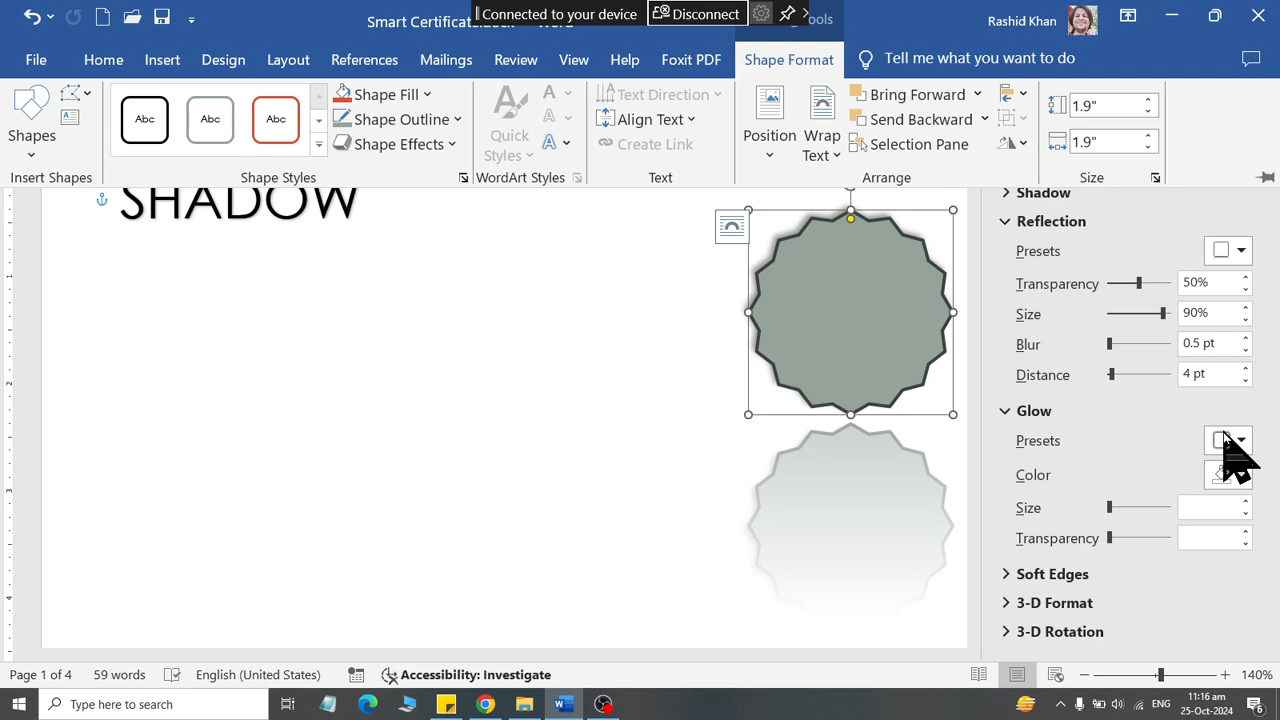 Smart Certificate.
Connected to your device
Disconnect
Rashid Khan
File
Home
Insert
Design
Layout
References
Mailings
Review
View
Help
Foxit PDF
Shape Format
Tell me what you want to do
Shapes
Insert Shapes
Abc
Abc
Abc
Shape Fill
Shape Outline
Shape Effects
Shape Styles
Quick
Styles
A
A
A
WordArt Styles
Text Direction
Align Text
Create Link
Text
Position
Wrap
Text
Bring Forward
Send Backward
Selection Pane
Arrange
1.9"
1.9"
Size
SHADOW
Shadow
Reflection
Presets
Transparency 50%
Size 90%
Blur 0.5 pt
Distance 4 pt
Glow
Presets
Color
Size
Transparency
Soft Edges
3-D Format
3-D Rotation
1
2
3
4
Page 1 of 4
59 words
English (United States)
Accessibility: Investigate
140%
Type here to search
ENG
11:16 am
25-Oct-2024
6